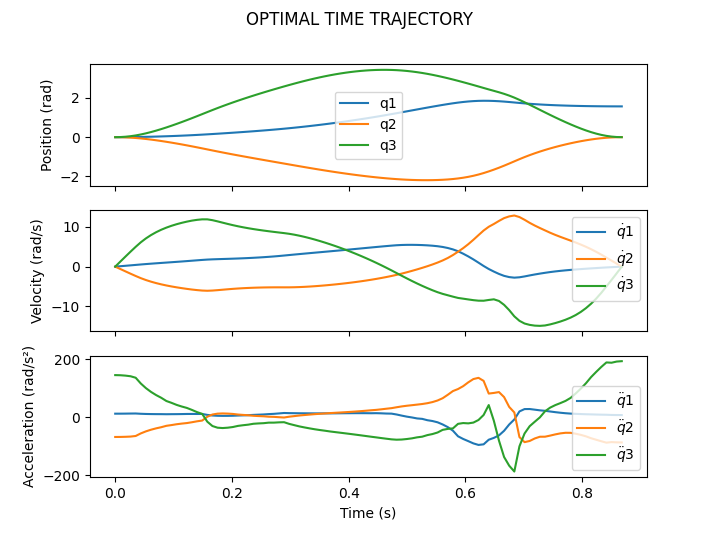 OPTIMAL TIME TRAJECTORY
Position (rad)
2
0
−2
q1
q2
q3
Velocity (rad/s)
10
0
−10
q̇1
q̇2
q̇3
Acceleration (rad/s²)
200
0
−200
q̈1
q̈2
q̈3
0.0 0.2 0.4 0.6 0.8
Time (s)